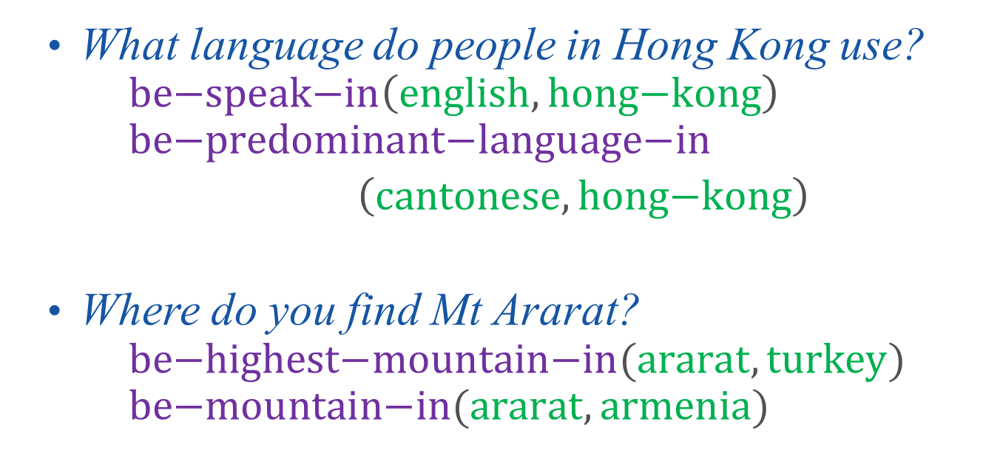 • What language do people in Hong Kong use?
be−speak−in(english, hong−kong)
be−predominant−language−in
(cantonese, hong−kong)
• Where do you find Mt Ararat?
be−highest−mountain−in(ararat, turkey)
be−mountain−in(ararat, armenia)